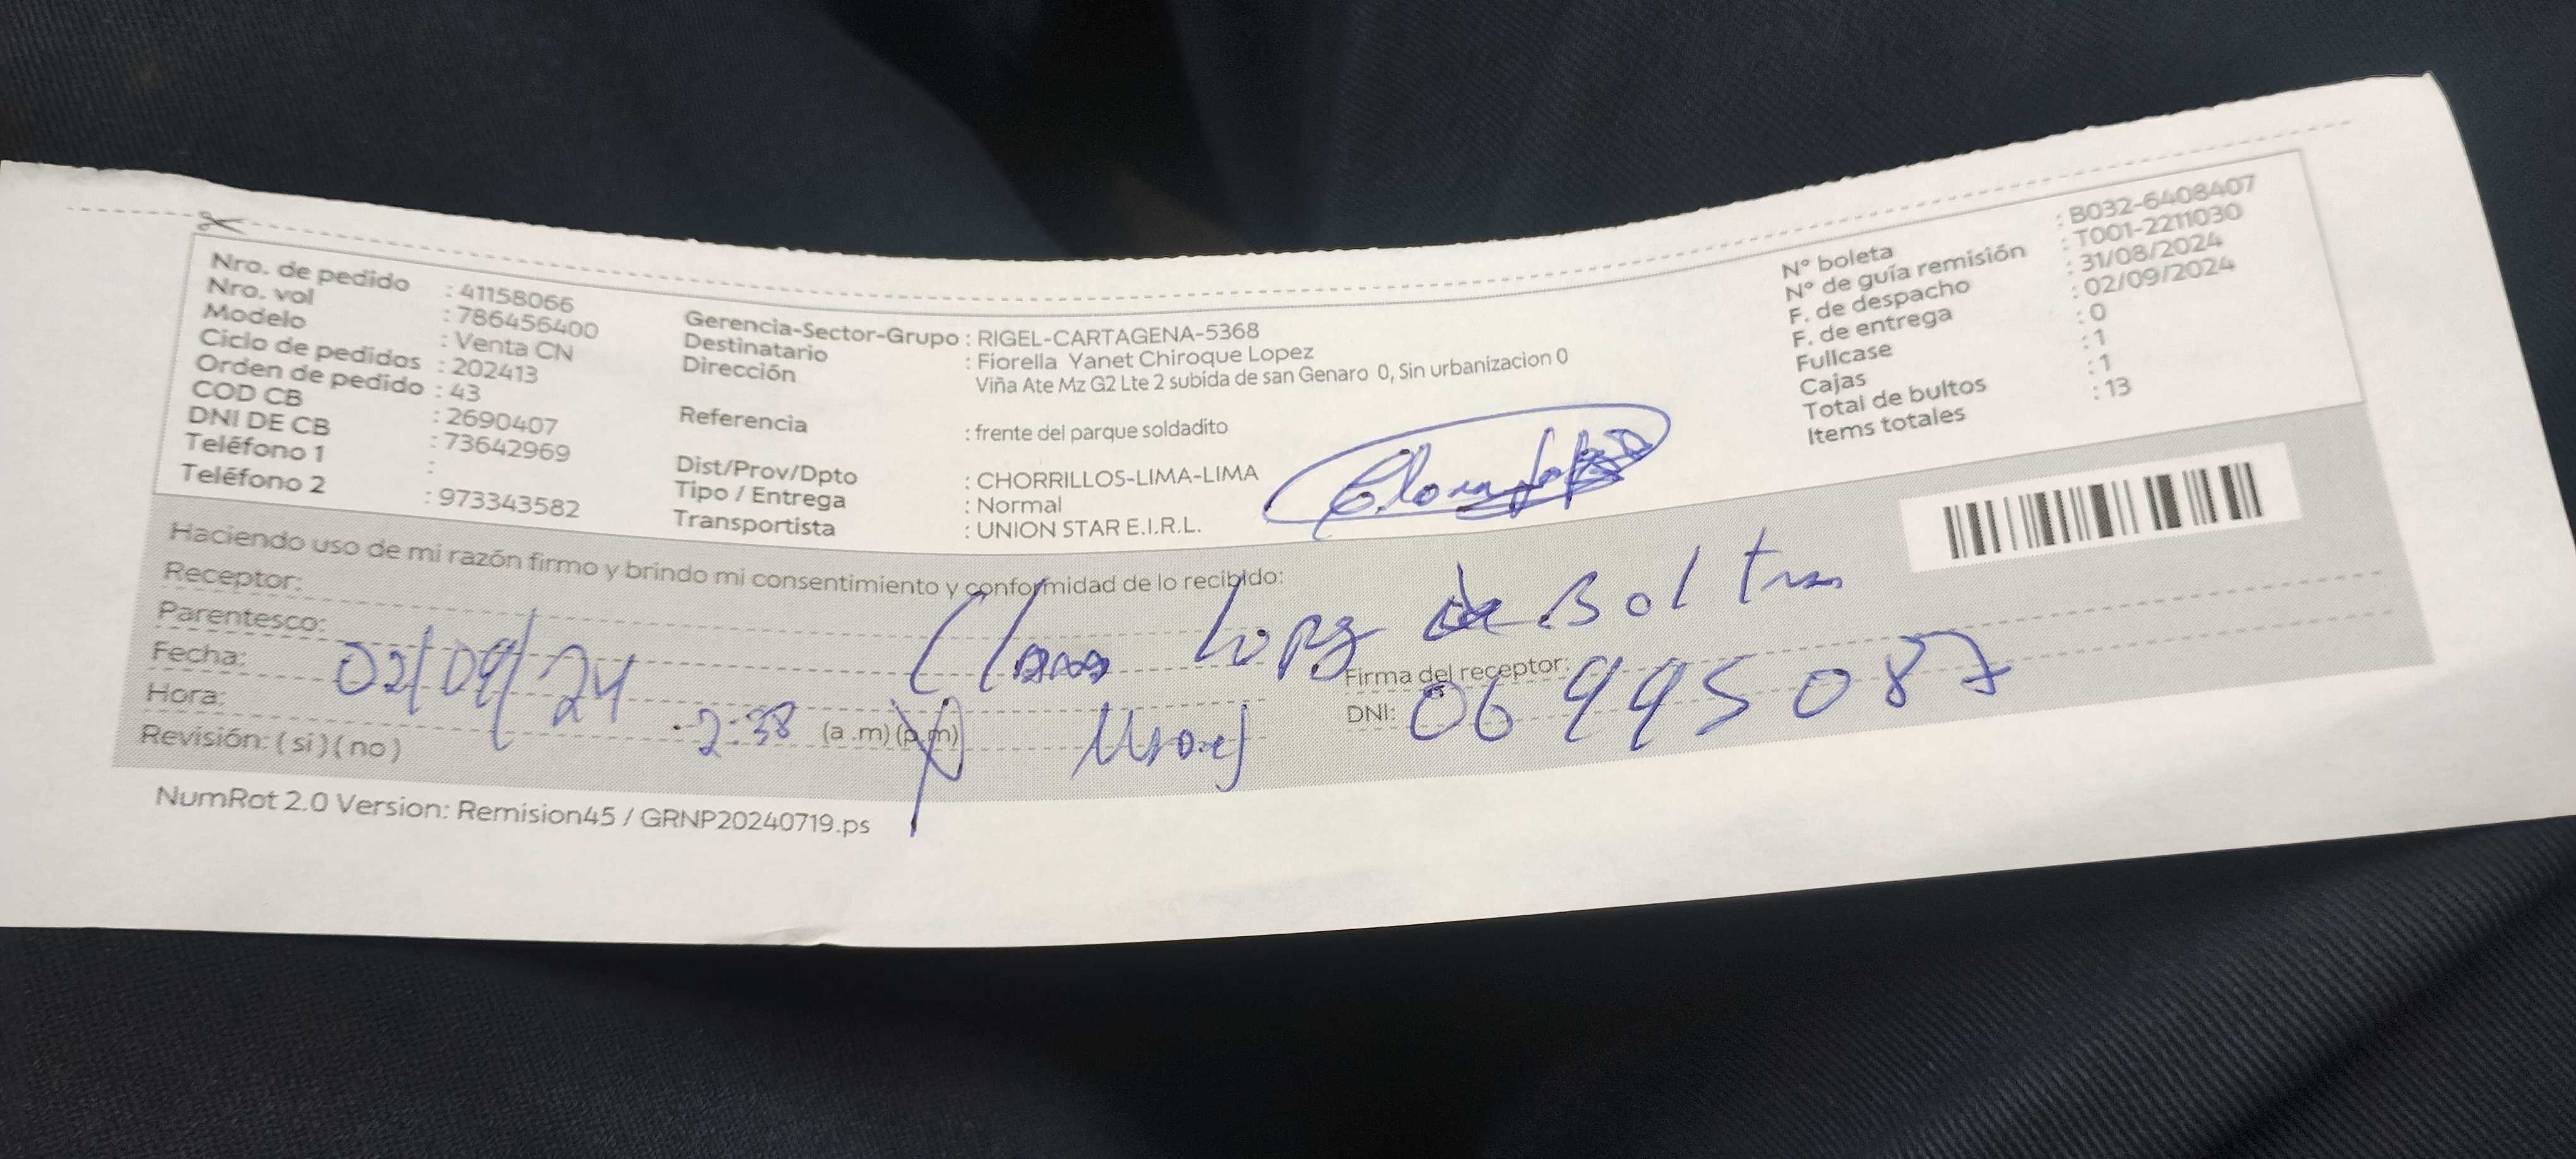 Nro. de pedido : 41158066
Nro. vol : 786456400
Modelo : Venta CN
Ciclo de pedidos : 202413
Orden de pedido : 43
COD CB : 2690407
DNI DE CB : 73642969
Teléfono 1 :
Teléfono 2 : 973343582
Gerencia-Sector-Grupo : RIGEL-CARTAGENA-5368
Destinatario : Fiorella Yanet Chiroque Lopez
Dirección : Viña Ate Mz G2 Lte 2 subida de san Genaro 0, Sin urbanizacion 0
Referencia : frente del parque soldadito
Dist/Prov/Dpto : CHORRILLOS-LIMA-LIMA
Tipo / Entrega : Normal
Transportista : UNION STAR E.I.R.L.
N° boleta : B032-6408407
N° de guía remisión : T001-2211030
F. de despacho : 31/08/2024
F. de entrega : 02/09/2024
Fullcase : 0
Cajas : 1
Total de bultos : 1
Items totales : 13
Haciendo uso de mi razón firmo y brindo mi consentimiento y conformidad de lo recibido:
Receptor:
Parentesco:
Fecha: 02/09/24
Hora: 2:38 (a.m) (p.m)
Revisión: ( si ) ( no )
Firma del receptor:
DNI: 06995087
NumRot 2.0 Version: Remision45 / GRNP20240719.ps